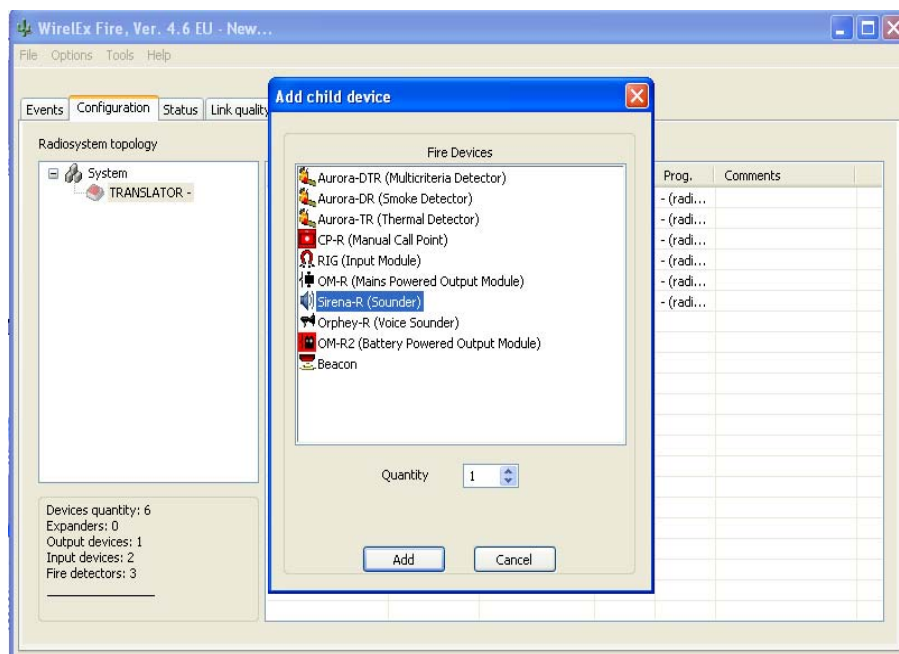 WirelEx Fire, Ver. 4.6 EU - New...
File Options Tools Help
Events Configuration Status Link quality
Radiosystem topology
System
TRANSLATOR -
Devices quantity: 6
Expanders: 0
Output devices: 1
Input devices: 2
Fire detectors: 3
Add child device
Fire Devices
Aurora-DTR (Multicriteria Detector)
Aurora-DR (Smoke Detector)
Aurora-TR (Thermal Detector)
CP-R (Manual Call Point)
RIG (Input Module)
OM-R (Mains Powered Output Module)
Sirena-R (Sounder)
Orphey-R (Voice Sounder)
OM-R2 (Battery Powered Output Module)
Beacon
Quantity 1
Add Cancel
Prog. Comments
- (radi...
- (radi...
- (radi...
- (radi...
- (radi...
- (radi...